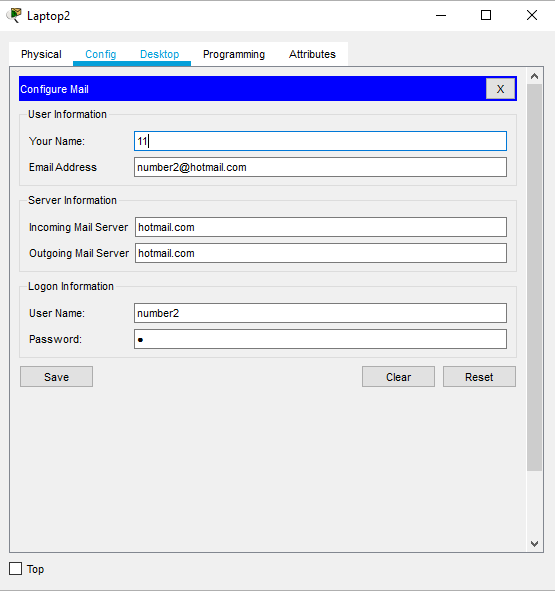 Laptop2
Physical Config Desktop Programming Attributes
Configure Mail X
User Information
Your Name: 11
Email Address number2@hotmail.com
Server Information
Incoming Mail Server hotmail.com
Outgoing Mail Server hotmail.com
Logon Information
User Name: number2
Password: ●
Save Clear Reset
Top